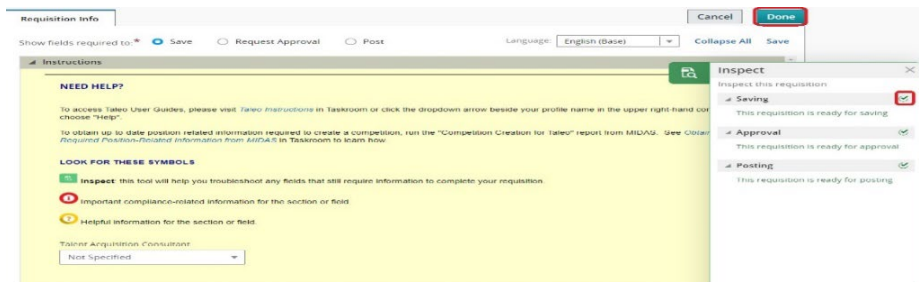 Requisition Info
Cancel
Done
Show fields required to:* Save Request Approval Post
Language: English (Base)
Collapse All Save
Instructions
NEED HELP?
To access Taleo User Guides, please visit Taleo Instructions in Taskroom or click the dropdown arrow beside your profile name in the upper right-hand cor
choose "Help".
To obtain up to date position related information required to create a competition, run the "Competition Creation for Taleo" report from MIDAS. See Obtain
Required Position-Related Information from MIDAS in Taskroom to learn how.
LOOK FOR THESE SYMBOLS
Inspect: this tool will help you troubleshoot any fields that still require information to complete your requisition.
Important compliance-related information for the section or field.
Helpful information for the section or field.
Talent Acquisition Consultant
Not Specified
Inspect
Inspect this requisition
Saving
This requisition is ready for saving
Approval
This requisition is ready for approval
Posting
This requisition is ready for posting